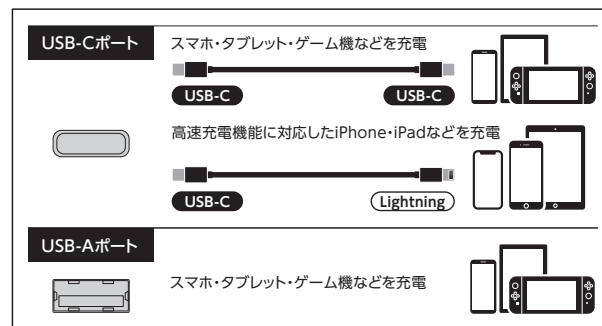 USB-Cポート
スマホ・タブレット・ゲーム機などを充電
USB-C
USB-C
高速充電機能に対応したiPhone・iPadなどを充電
USB-C
Lightning
USB-Aポート
スマホ・タブレット・ゲーム機などを充電